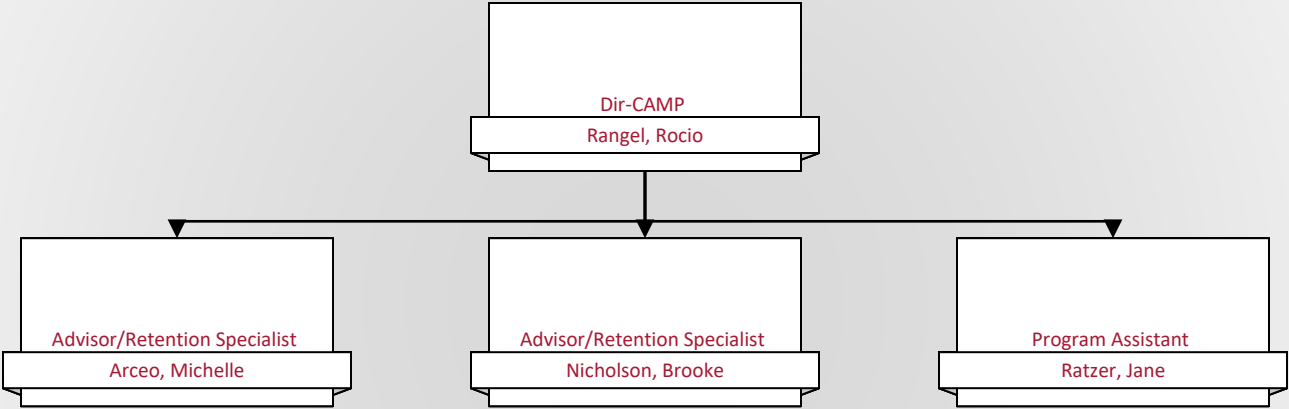 Dir-CAMP
Rangel, Rocio
Advisor/Retention Specialist
Arceo, Michelle
Advisor/Retention Specialist
Nicholson, Brooke
Program Assistant
Ratzer, Jane